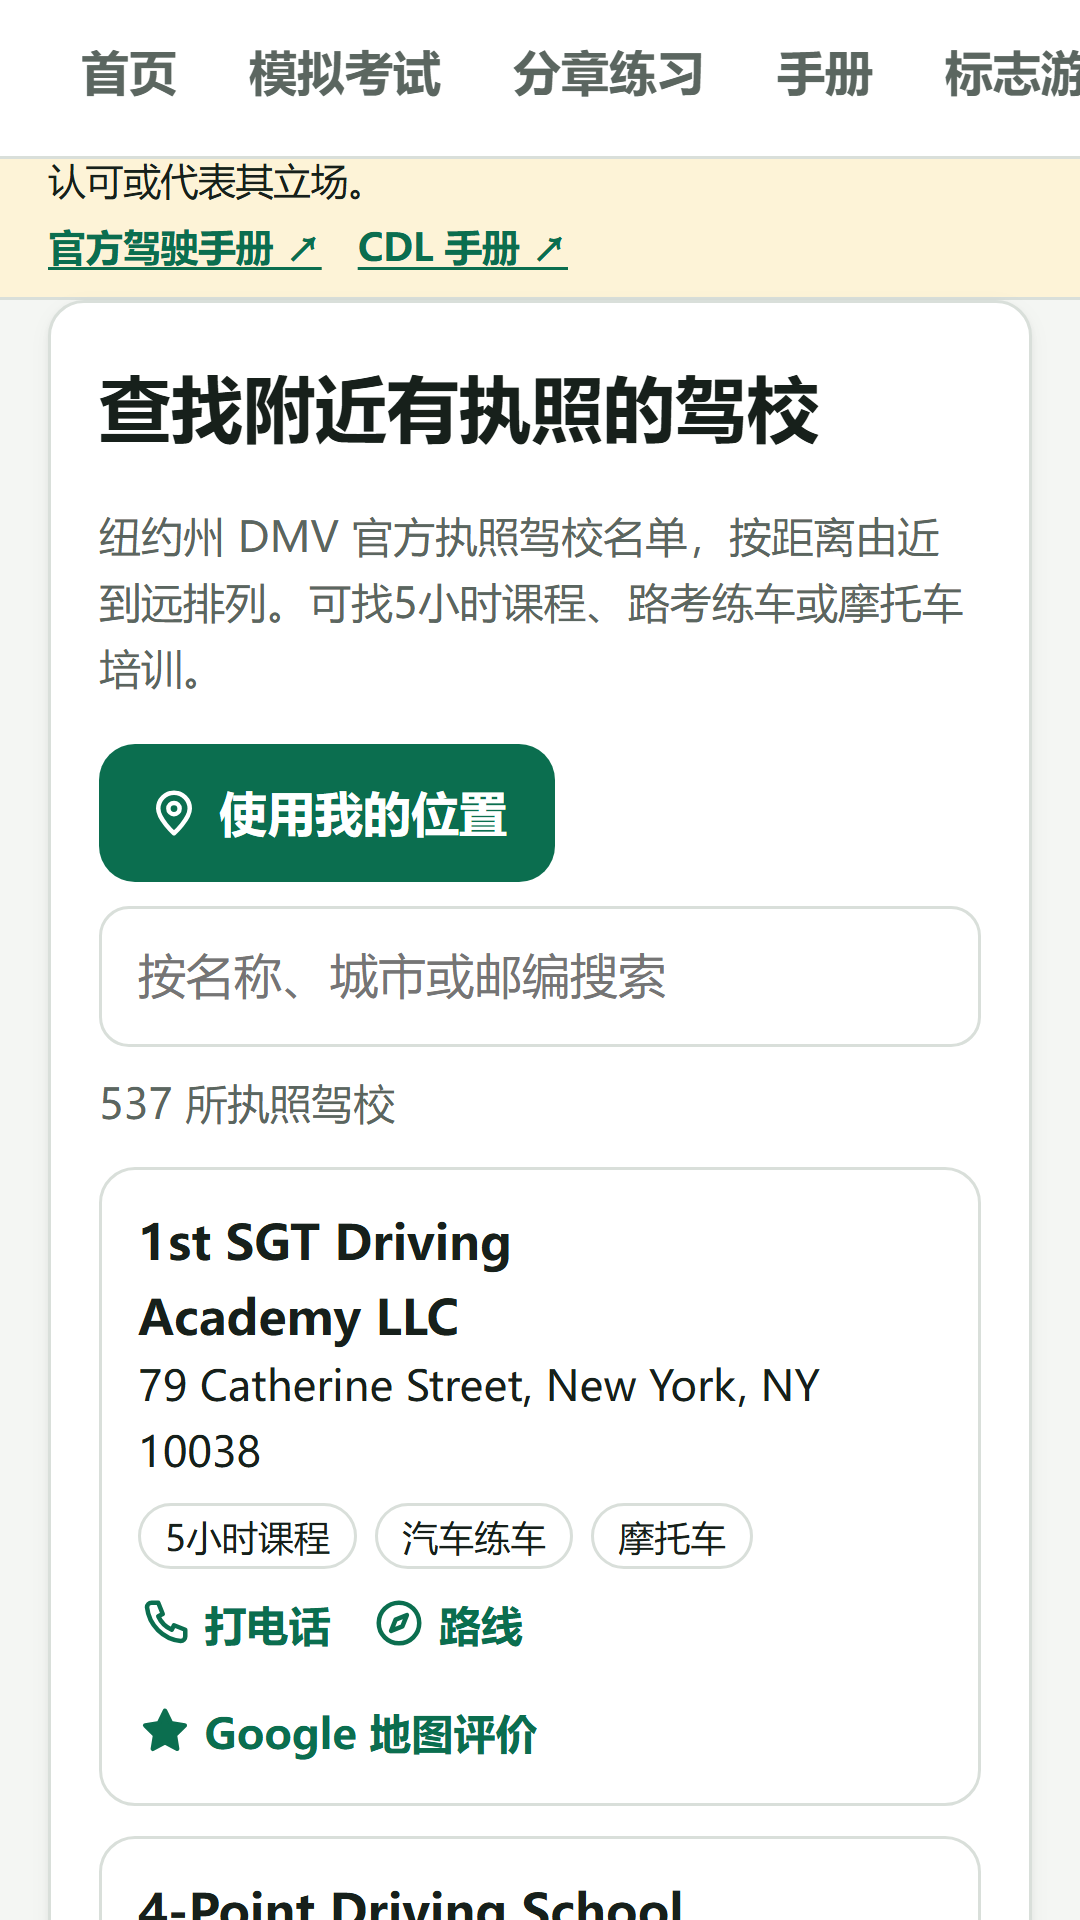 首页 模拟考试 分章练习 手册 标志游
认可或代表其立场。
官方驾驶手册 ↗ CDL 手册 ↗
查找附近有执照的驾校
纽约州 DMV 官方执照驾校名单，按距离由近
到远排列。可找5小时课程、路考练车或摩托车
培训。
使用我的位置
按名称、城市或邮编搜索
537 所执照驾校
1st SGT Driving
Academy LLC
79 Catherine Street, New York, NY
10038
5小时课程 汽车练车 摩托车
打电话 路线
Google 地图评价
4-Point Driving School